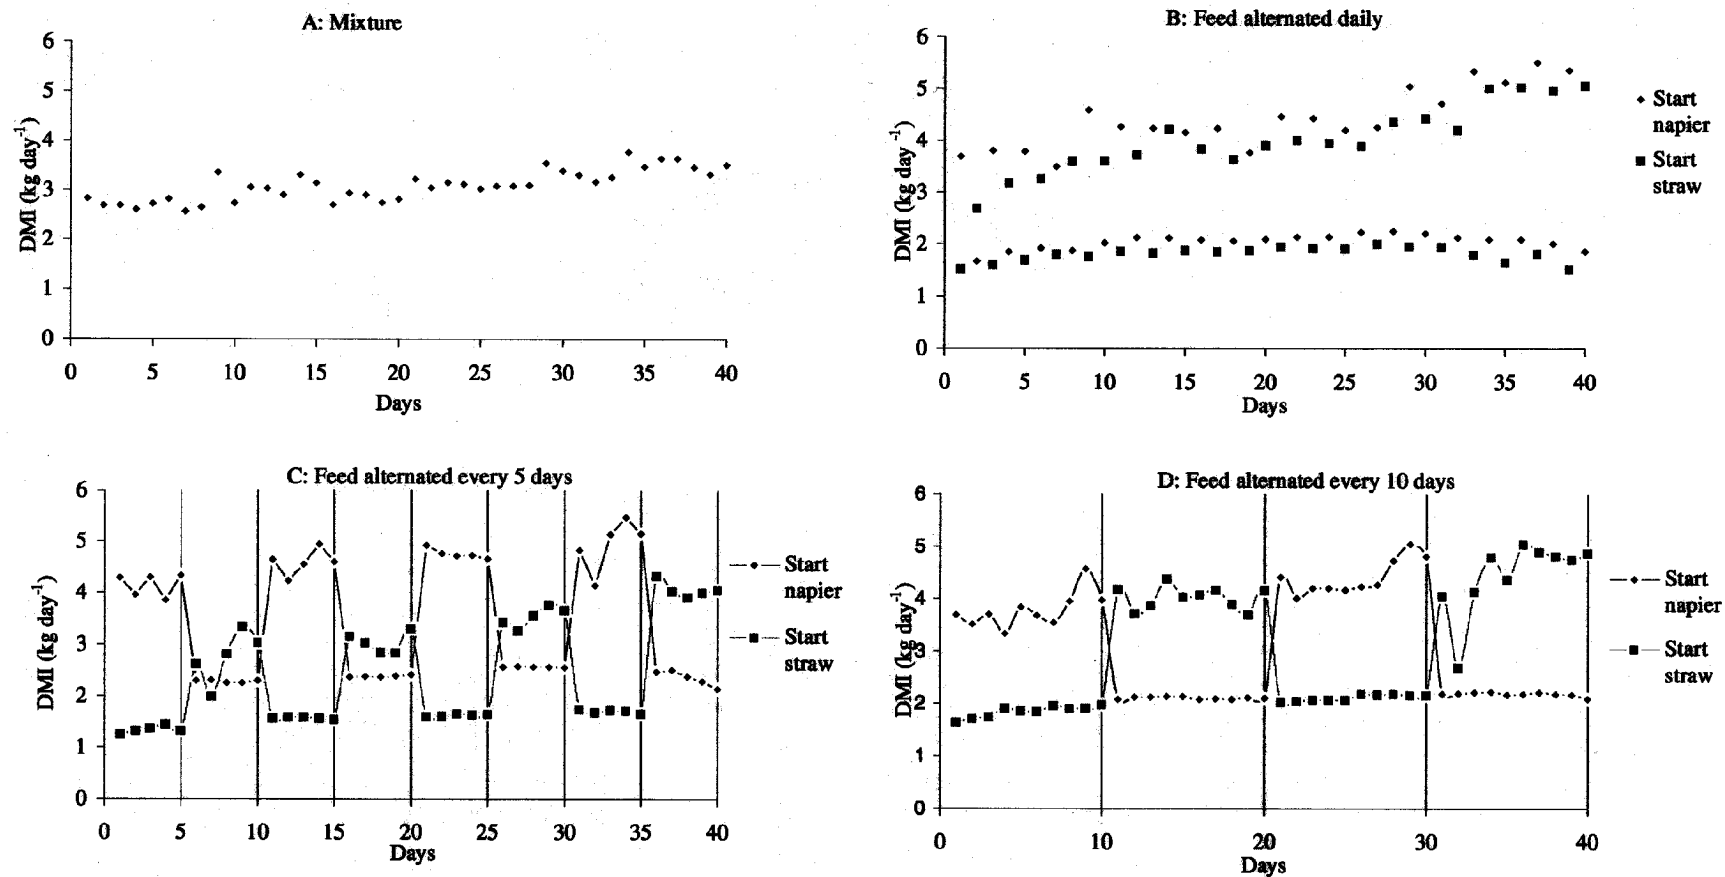 A: Mixture
6
5
4
3
2
1
0
DMI (kg day-1)
0 5 10 15 20 25 30 35 40
Days
B: Feed alternated daily
6
5
4
3
2
1
0
DMI (kg day-1)
0 5 10 15 20 25 30 35 40
Days
Start
napier
Start
straw
C: Feed alternated every 5 days
6
5
4
3
2
1
0
DMI (kg day-1)
0 5 10 15 20 25 30 35 40
Days
Start
napier
Start
straw
D: Feed alternated every 10 days
6
5
4
3
2
1
0
DMI (kg day-1)
0 10 20 30 40
Days
Start
napier
Start
straw